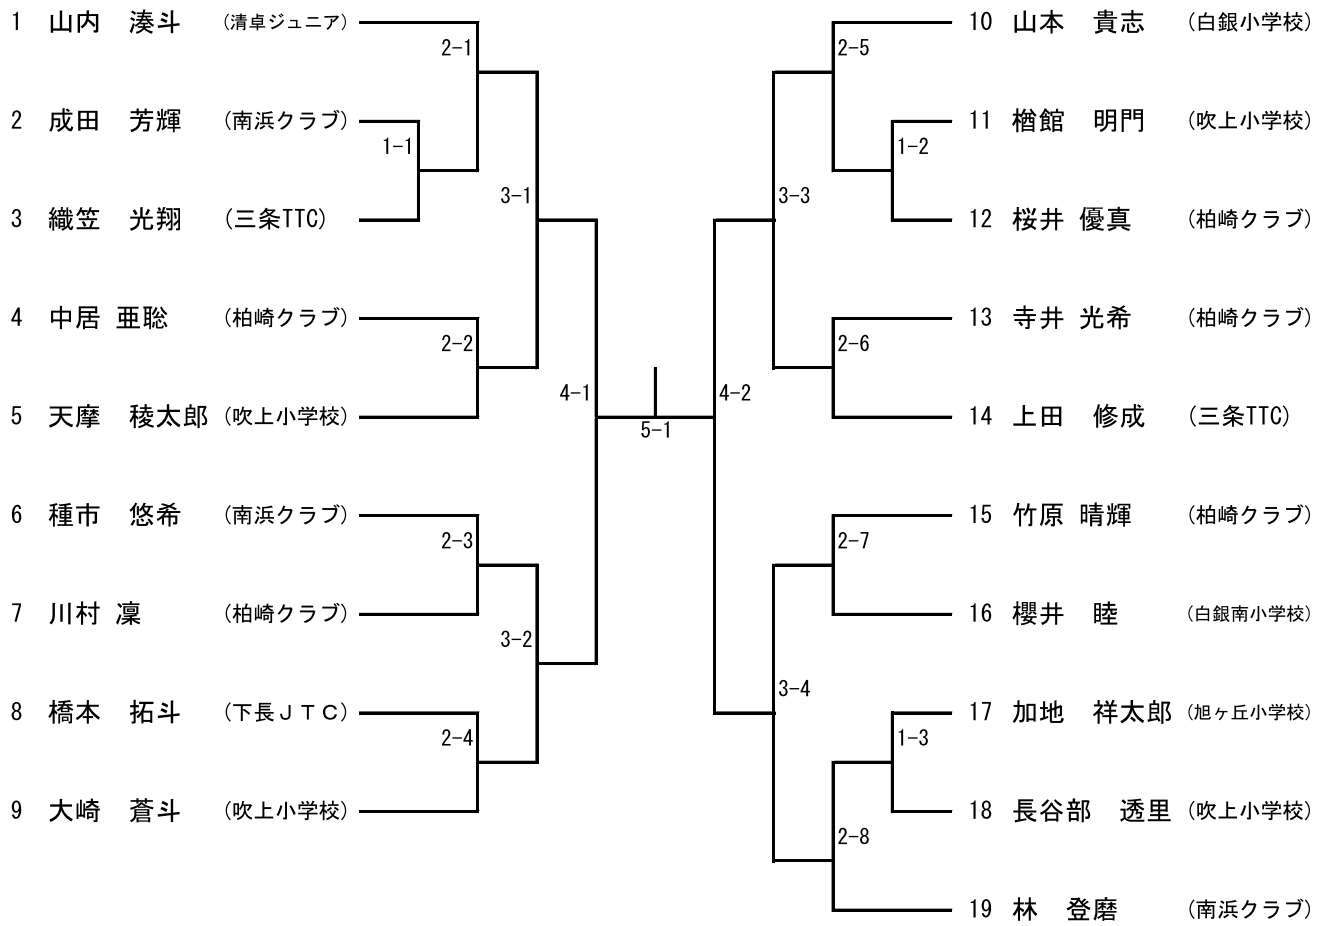 1 山内　湊斗 (清卓ジュニア)
2-1
2 成田　芳輝 (南浜クラブ)
1-1
3 織笠　光翔 (三条TTC)
3-1
4 中居 亜聡 (柏崎クラブ)
2-2
5 天摩　稜太郎 (吹上小学校)
4-1
6 種市　悠希 (南浜クラブ)
2-3
7 川村 凜 (柏崎クラブ)
3-2
8 橋本　拓斗 (下長ＪＴＣ)
2-4
9 大崎　蒼斗 (吹上小学校)
5-1
10 山本　貴志 (白銀小学校)
2-5
11 楢館　明門 (吹上小学校)
1-2
12 桜井 優真 (柏崎クラブ)
3-3
13 寺井 光希 (柏崎クラブ)
2-6
14 上田　修成 (三条TTC)
4-2
15 竹原 晴輝 (柏崎クラブ)
2-7
16 櫻井　睦 (白銀南小学校)
3-4
17 加地　祥太郎 (旭ヶ丘小学校)
1-3
18 長谷部　透里 (吹上小学校)
2-8
19 林　登磨 (南浜クラブ)